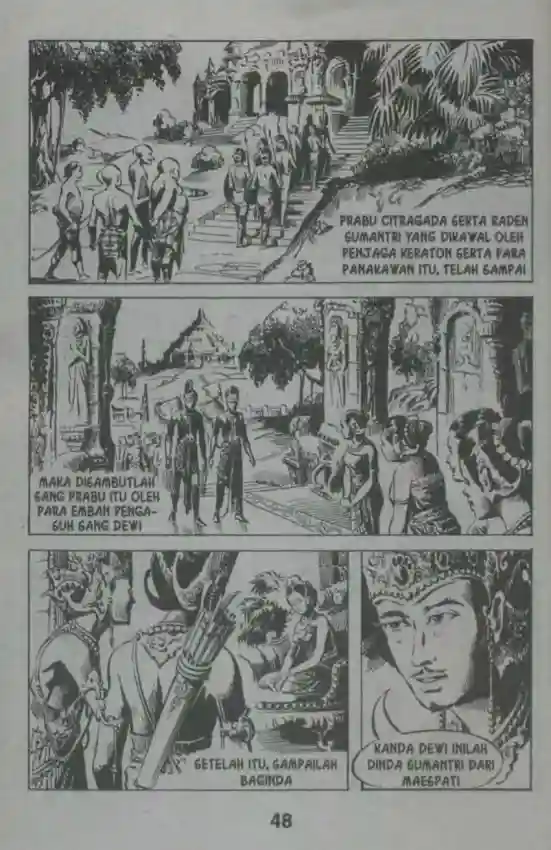 PRABU CITRAGADA SERTA RADEN
SUMANTRI YANG DIKAWAL OLEH
PENJAGA KERATON SERTA PARA
PANAKAWAN ITU, TELAH SAMPAI
MAKA DISAMBUTLAH
SANG PRABU ITU OLEH
PARA EMBAN PENGA-
SUH SANG DEWI
SETELAH ITU, SAMPAILAH
BAGINDA
KANDA DEWI INILAH
DINDA SUMANTRI DARI
MAESPATI
48